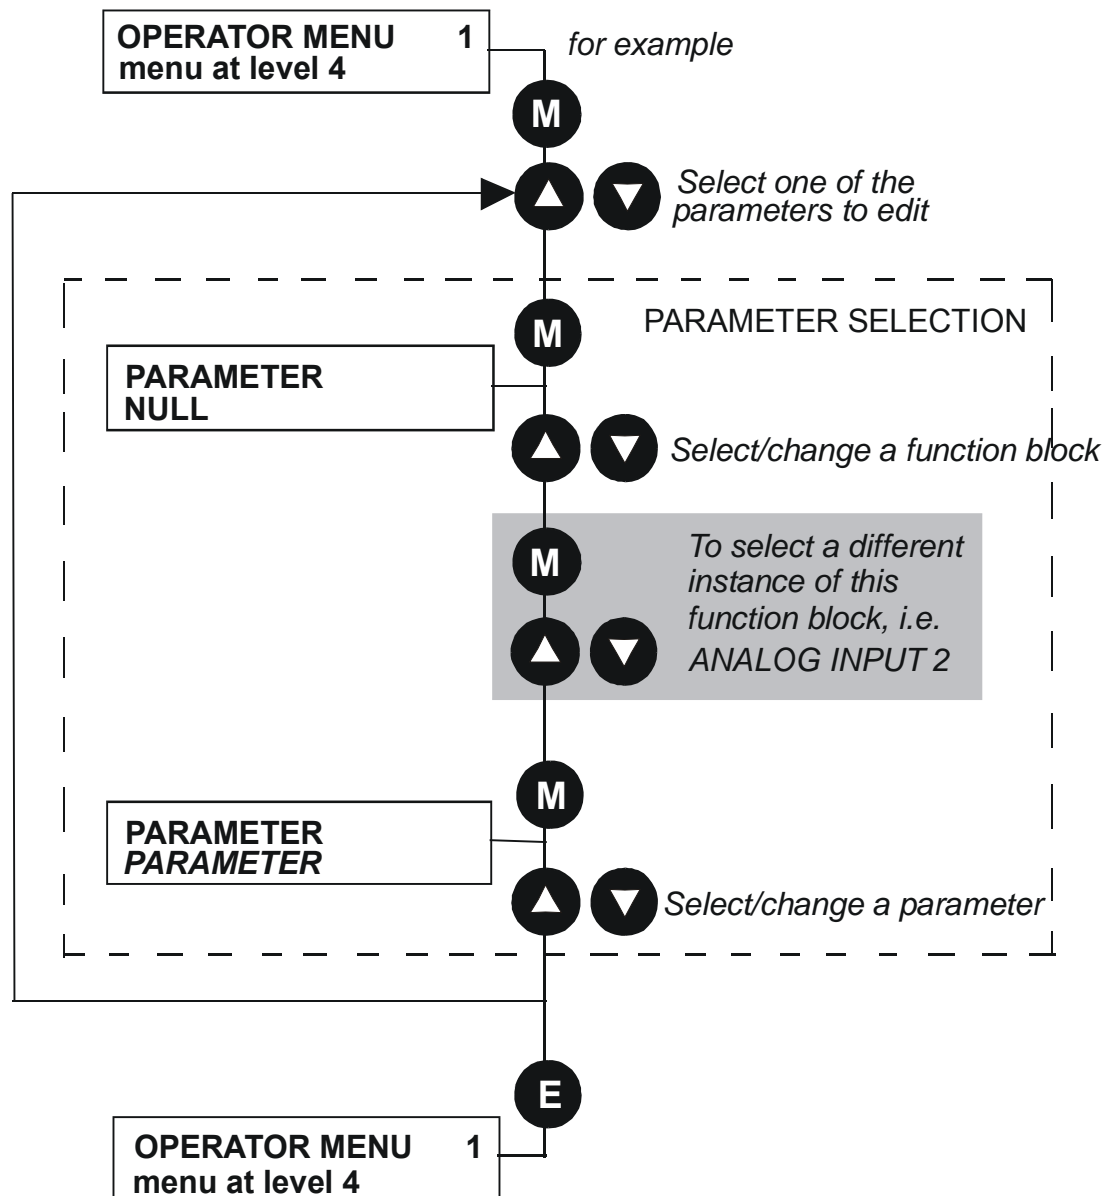 OPERATOR MENU 1
menu at level 4
for example
M
Select one of the
parameters to edit
M
PARAMETER SELECTION
PARAMETER
NULL
Select/change a function block
M
To select a different
instance of this
function block, i.e.
ANALOG INPUT 2
M
PARAMETER
PARAMETER
Select/change a parameter
E
OPERATOR MENU 1
menu at level 4